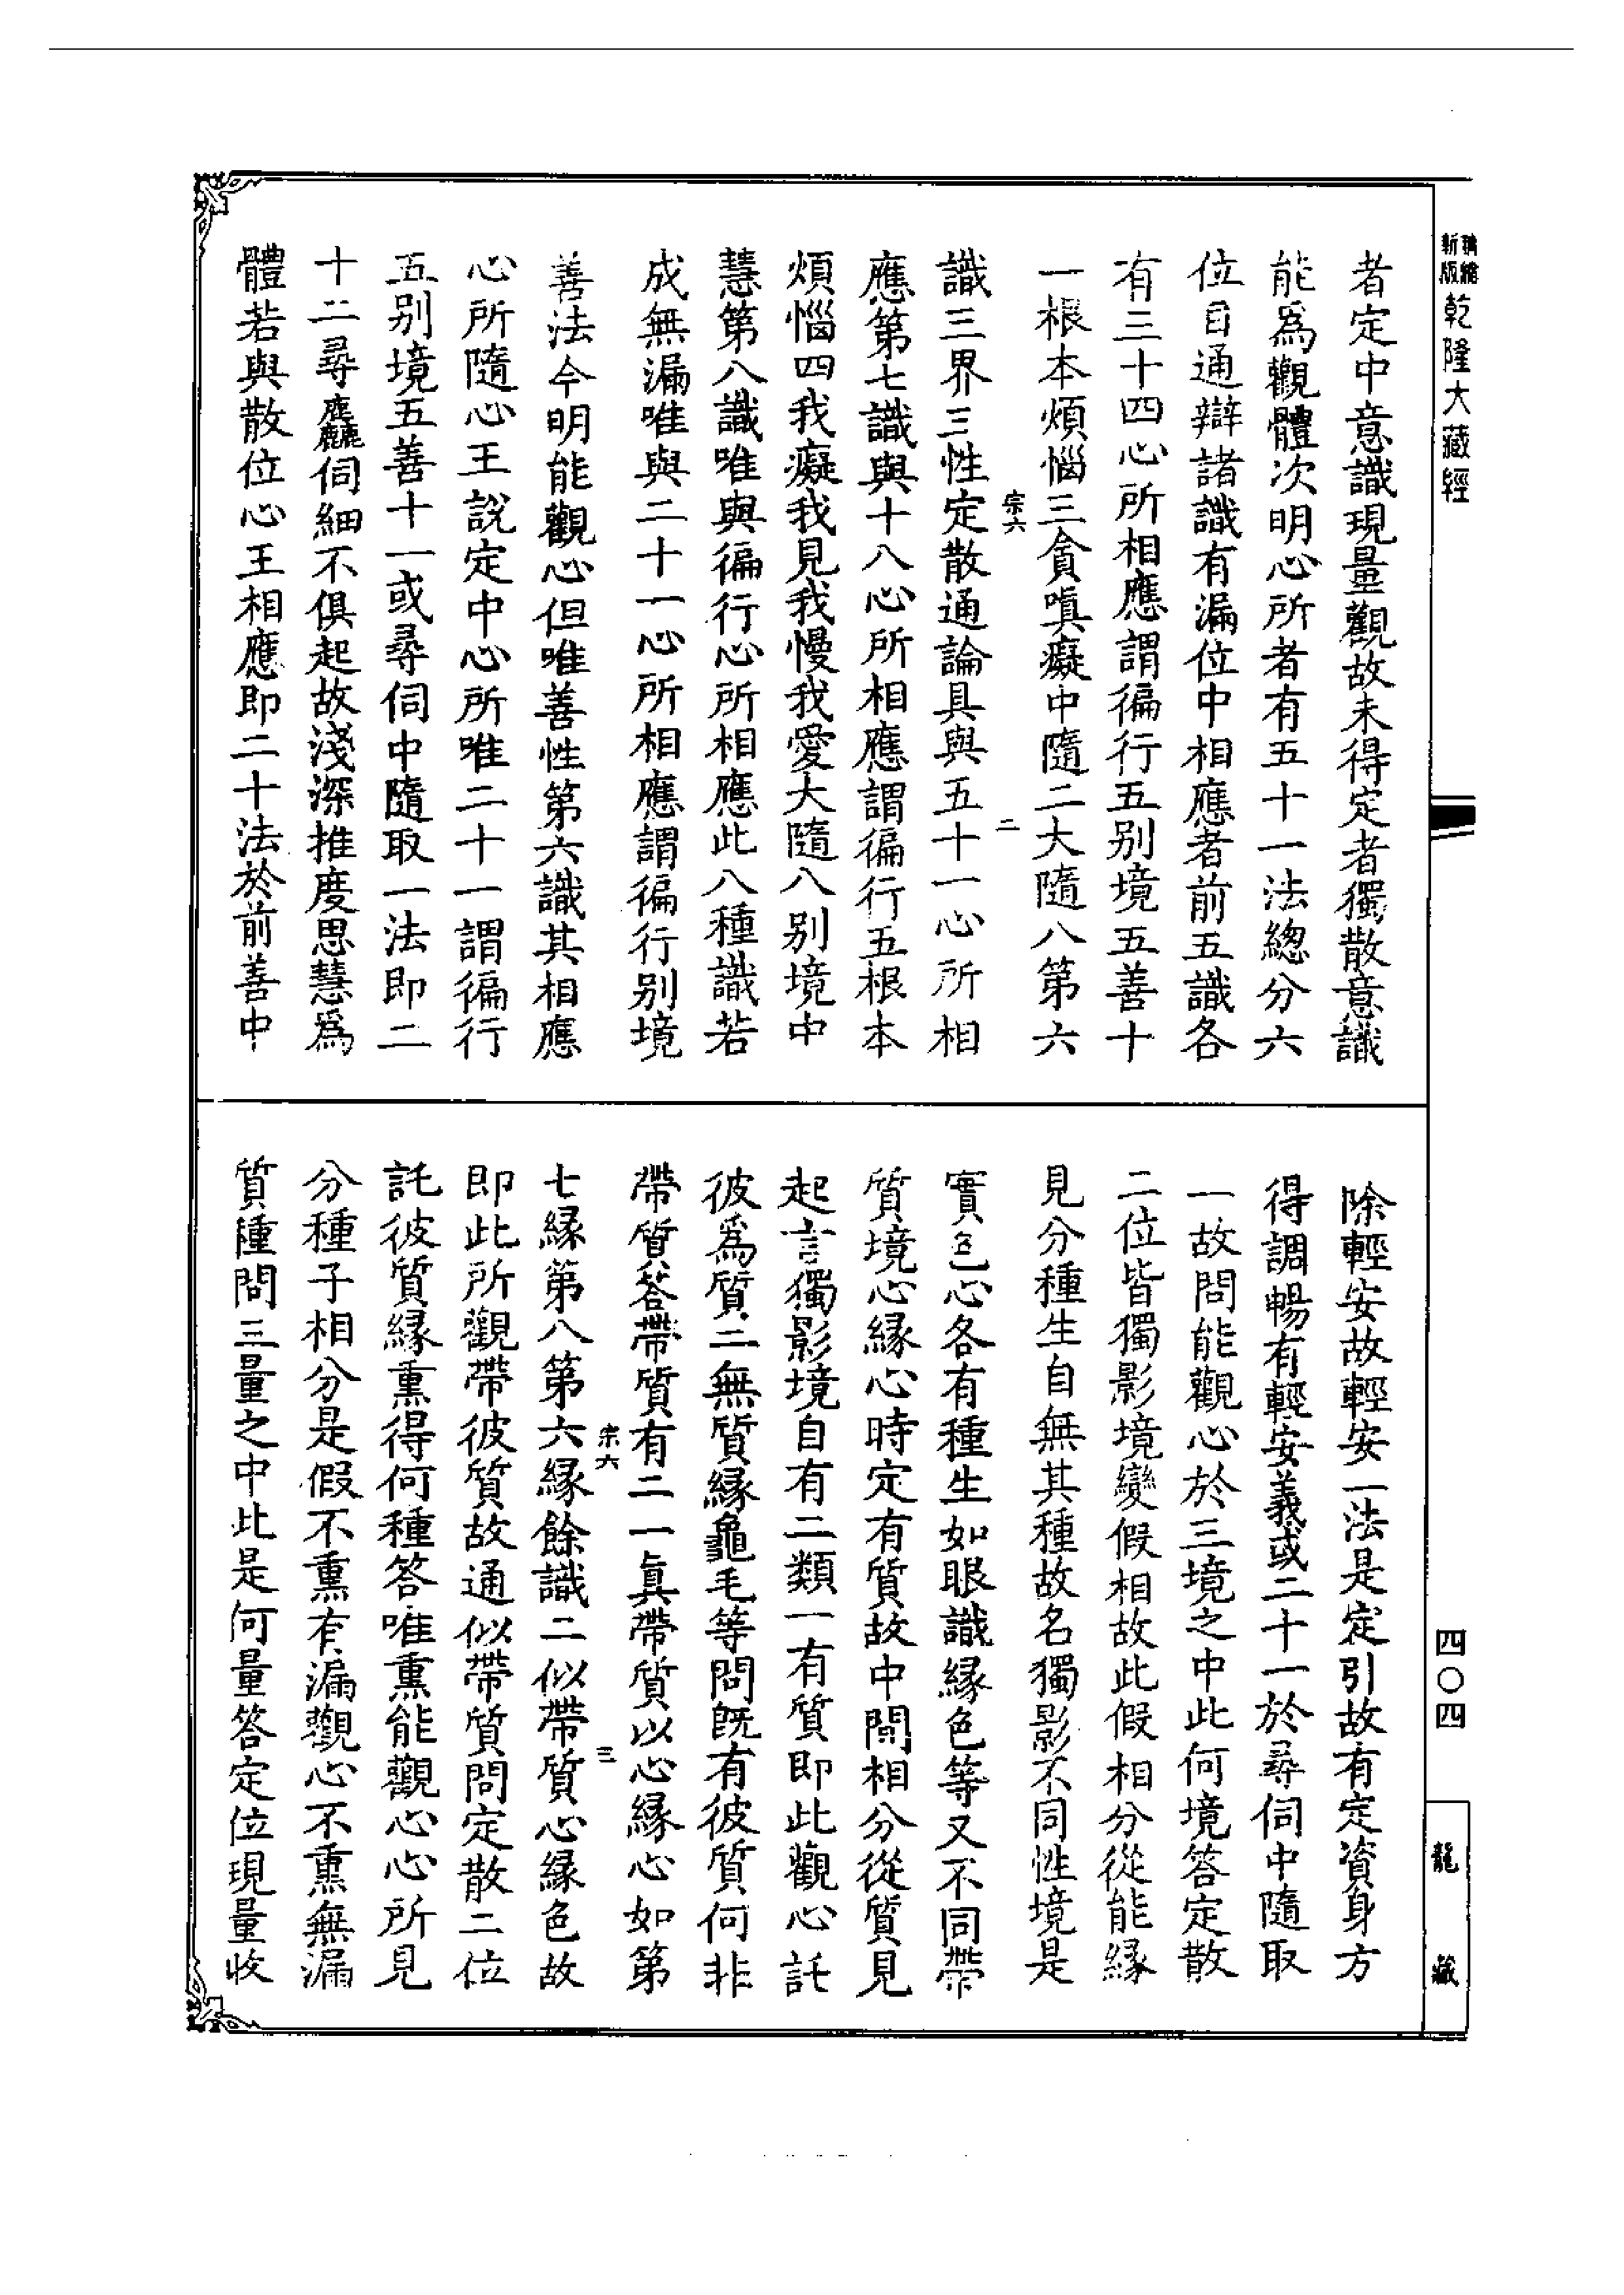 精縮新版乾隆大藏經
者定中意識現量觀故未得定者獨散意識
能爲觀體次明心所者有五十一法緫分六
位目通辯諸識有漏位中相應者前五識各
有三十四心所相應謂徧行五别境五善十
一根本煩惱三貪嗔癡中隨二大隨八第六
宗六 二
識三界三性定散通論具與五十一心所相
應第七識與十八心所相應謂徧行五根本
煩惱四我癡我見我慢我愛大隨八别境中
慧第八識唯與徧行心所相應此八種識若
成無漏唯與二十一心所相應謂徧行别境
善法今明能觀心但唯善性第六識其相應
心所隨心王說定中心所唯二十一謂徧行
五别境五善十一或尋伺中隨取一法即二
十二尋麤伺細不俱起故淺深推度思慧爲
體若與散位心王相應即二十法於前善中
除輕安故輕安一法是定引故有定資身方
得調暢有輕安義或二十一於尋伺中隨取
一故問能觀心於三境之中此何境答定散
二位皆獨影境變假相故此假相分從能緣
見分種生自無其種故名獨影不同性境是
實色心各有種生如眼識緣色等又不同帶
質境心緣心時定有質故中間相分從質見
起言獨影境自有二類一有質即此觀心託
彼爲質二無質緣龜毛等問旣有彼質何非
帶質答帶質有二一眞帶質以心緣心如第
宗六 三
七緣第八第六緣餘識二似帶質心緣色故
即此所觀帶彼質故通似帶質問定散二位
託彼質緣熏得何種答唯熏能觀心心所見
分種子相分是假不熏有漏觀心不熏無漏
質種問三量之中此是何量答定位現量收
四〇四
龍藏